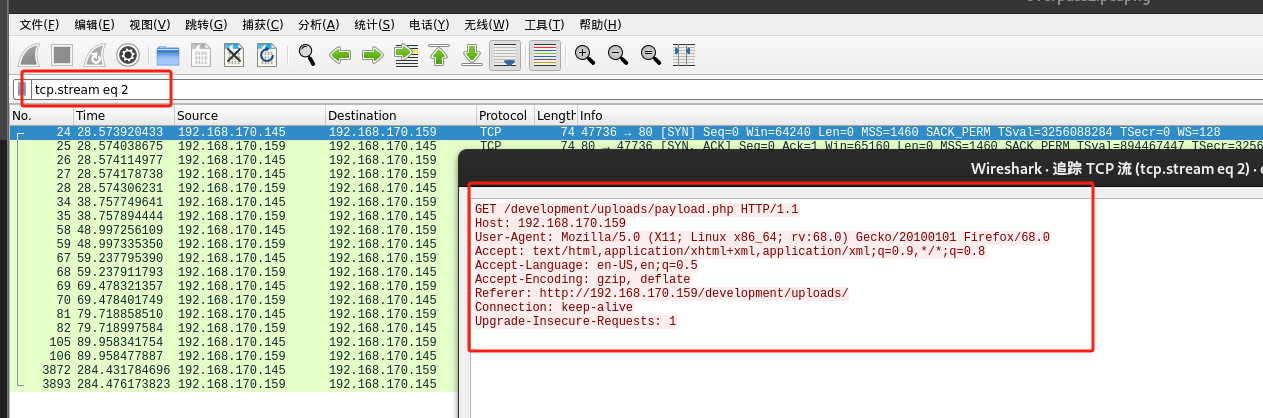 文件(F) 编辑(E) 视图(V) 跳转(G) 捕获(C) 分析(A) 统计(S) 电话(Y) 无线(W) 工具(T) 帮助(H)
tcp.stream eq 2
No. Time Source Destination Protocol Length Info
24 28.573920433 192.168.170.145 192.168.170.159 TCP 74 47736 → 80 [SYN] Seq=0 Win=64240 Len=0 MSS=1460 SACK_PERM TSval=3256088284 TSecr=0 WS=128
25 28.574038675 192.168.170.159 192.168.170.145 TCP 74 80 → 47736 [SYN, ACK] Seq=0 Ack=1 Win=65160 Len=0 MSS=1460 SACK_PERM TSval=894467447 TSecr=3256
26 28.574114977 192.168.170.145 192.168.170.159
27 28.574178738 192.168.170.145 192.168.170.159
28 28.574306231 192.168.170.159 192.168.170.145
34 38.757749641 192.168.170.145 192.168.170.159
35 38.757894444 192.168.170.159 192.168.170.145
58 48.997256109 192.168.170.145 192.168.170.159
59 48.997335350 192.168.170.159 192.168.170.145
67 59.237795390 192.168.170.145 192.168.170.159
68 59.237911793 192.168.170.159 192.168.170.145
69 69.478321357 192.168.170.145 192.168.170.159
70 69.478401749 192.168.170.159 192.168.170.145
81 79.718858510 192.168.170.145 192.168.170.159
82 79.718997584 192.168.170.159 192.168.170.145
105 89.958341754 192.168.170.145 192.168.170.159
106 89.958477887 192.168.170.159 192.168.170.145
3872 284.431784696 192.168.170.145 192.168.170.159
3893 284.476173823 192.168.170.159 192.168.170.145
Wireshark · 追踪 TCP 流 (tcp.stream eq 2) ·
GET /development/uploads/payload.php HTTP/1.1
Host: 192.168.170.159
User-Agent: Mozilla/5.0 (X11; Linux x86_64; rv:68.0) Gecko/20100101 Firefox/68.0
Accept: text/html,application/xhtml+xml,application/xml;q=0.9,*/*;q=0.8
Accept-Language: en-US,en;q=0.5
Accept-Encoding: gzip, deflate
Referer: http://192.168.170.159/development/uploads/
Connection: keep-alive
Upgrade-Insecure-Requests: 1